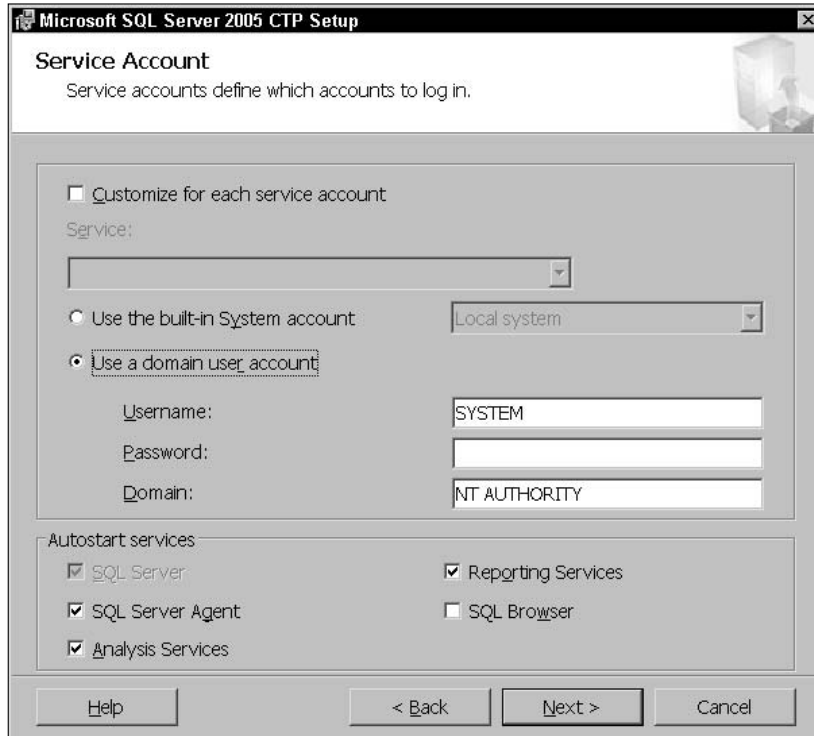 Microsoft SQL Server 2005 CTP Setup
Service Account
Service accounts define which accounts to log in.
Customize for each service account
Service:
Use the built-in System account
Local system
Use a domain user account
Username:
SYSTEM
Password:
Domain:
NT AUTHORITY
Autostart services
SQL Server
Reporting Services
SQL Server Agent
SQL Browser
Analysis Services
Help
< Back
Next >
Cancel